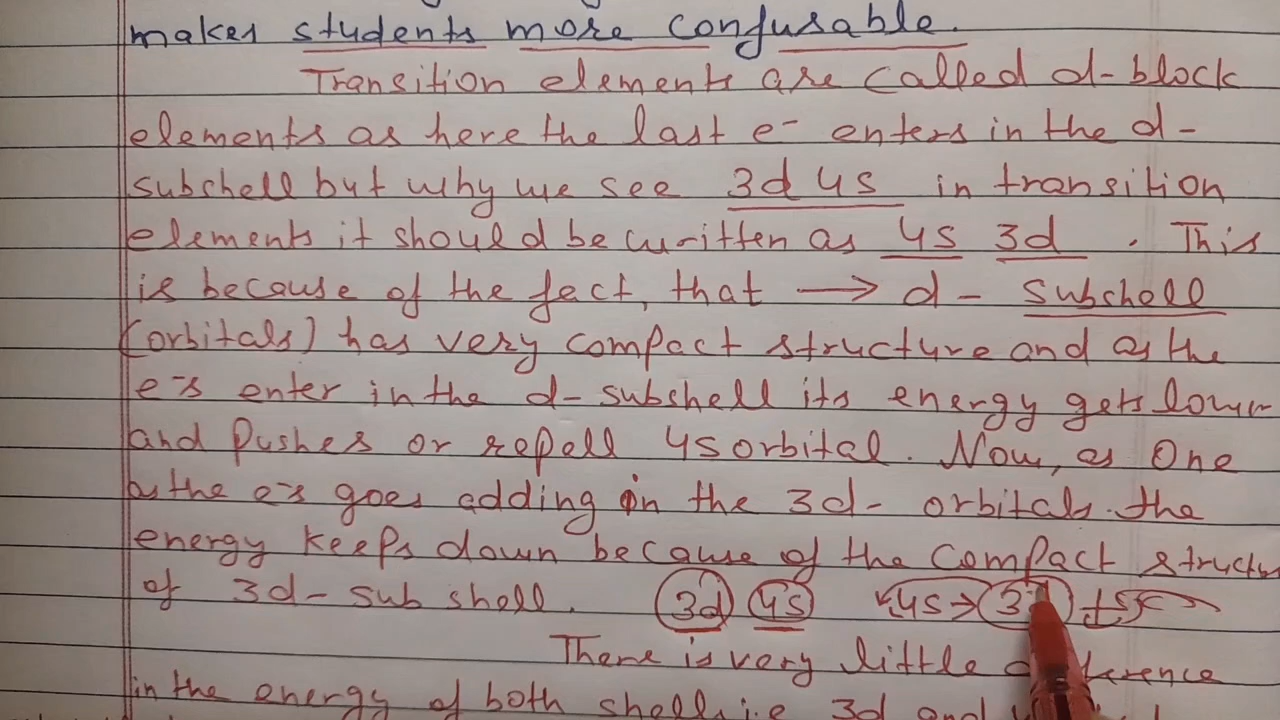 makes students more confusable.
Transition elements are called d-block
elements as here the last e⁻ enters in the d-
subshell but why we see 3d 4s in transition
elements it should be written as 4s 3d. This
is because of the fact, that → d- Subshell
(orbitals) has very compact structure and as the
e⁻s enter in the d-subshell its energy gets lower
and Pushes or repell 4s orbital. Now, as One
by the e⁻s goes adding in the 3d- orbitals. the
energy keeps down because of the Compact structu
of 3d-sub shell. 3d 4s 4s→
There is very little
in the energy of both shell i.e 3d and